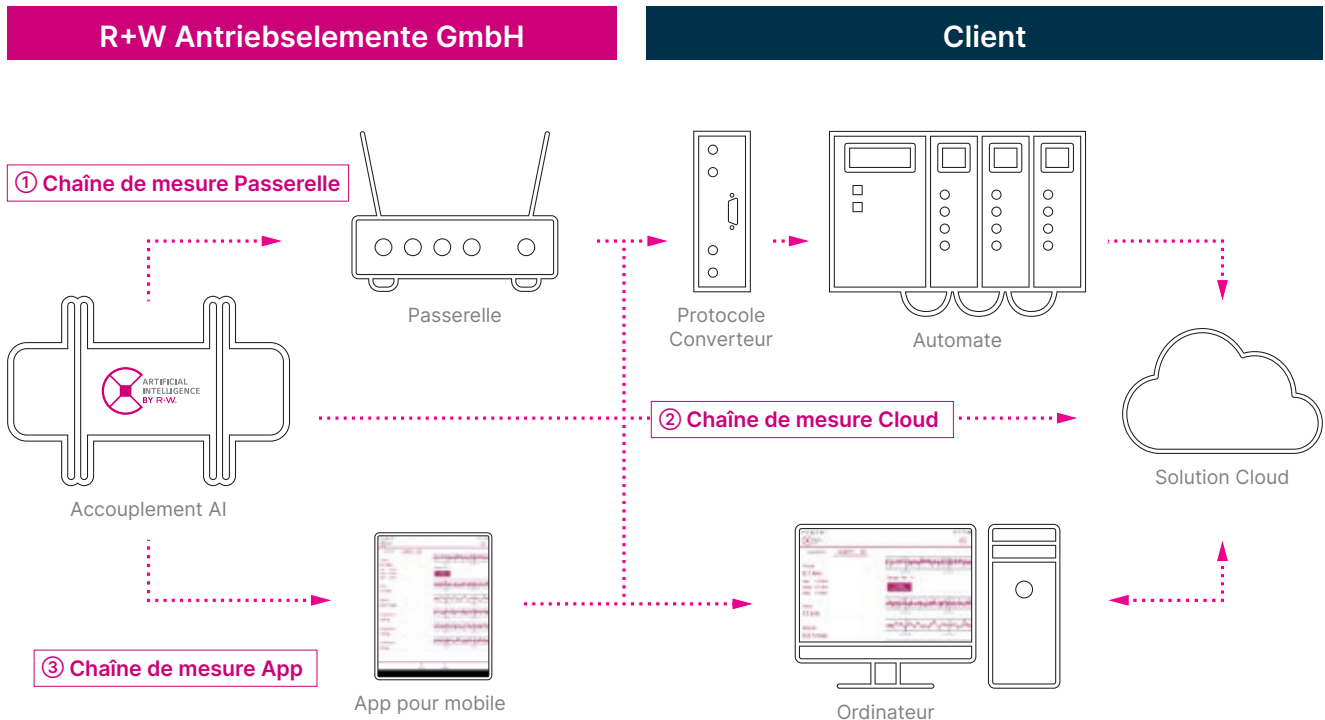 R+W Antriebselemente GmbH
Client
① Chaîne de mesure Passerelle
Passerelle
Protocole
Converteur
Automate
ARTIFICIAL
INTELLIGENCE
BY R+W.
② Chaîne de mesure Cloud
Solution Cloud
Accouplement AI
③ Chaîne de mesure App
App pour mobile
Ordinateur